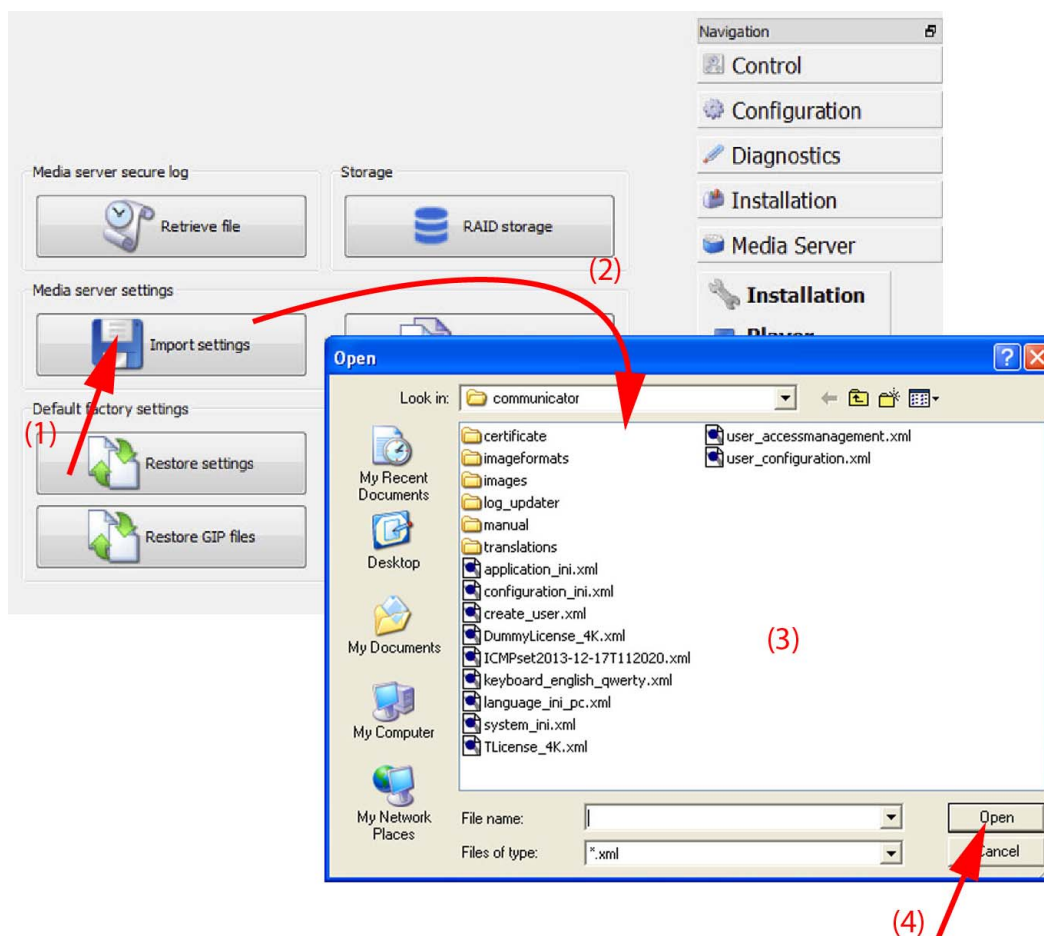 Navigation
Control
Configuration
Diagnostics
Installation
Media Server
Installation
Player
Media server secure log
Retrieve file
Storage
RAID storage
(2)
Media server settings
Import settings
(1)
Default factory settings
Restore settings
Restore GIP files
Open
Look in:
communicator
My Recent
Documents
Desktop
My Documents
My Computer
My Network
Places
certificate
imageformats
images
log_updater
manual
translations
application_ini.xml
configuration_ini.xml
create_user.xml
DummyLicense_4K.xml
ICMPset2013-12-17T112020.xml
keyboard_english_qwerty.xml
language_ini_pc.xml
system_ini.xml
TLicense_4K.xml
user_accessmanagement.xml
user_configuration.xml
(3)
File name:
Open
Files of type:
*.xml
Cancel
(4)